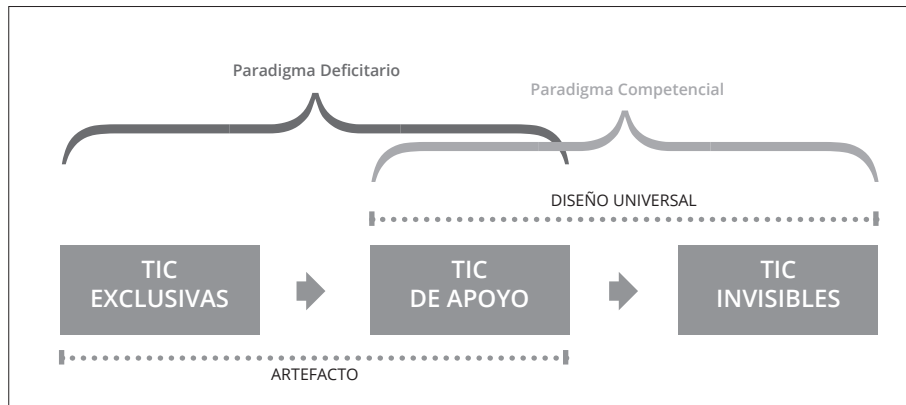 Paradigma Deficitario
Paradigma Competencial
DISEÑO UNIVERSAL
TIC
EXCLUSIVAS
TIC
DE APOYO
TIC
INVISIBLES
ARTEFACTO